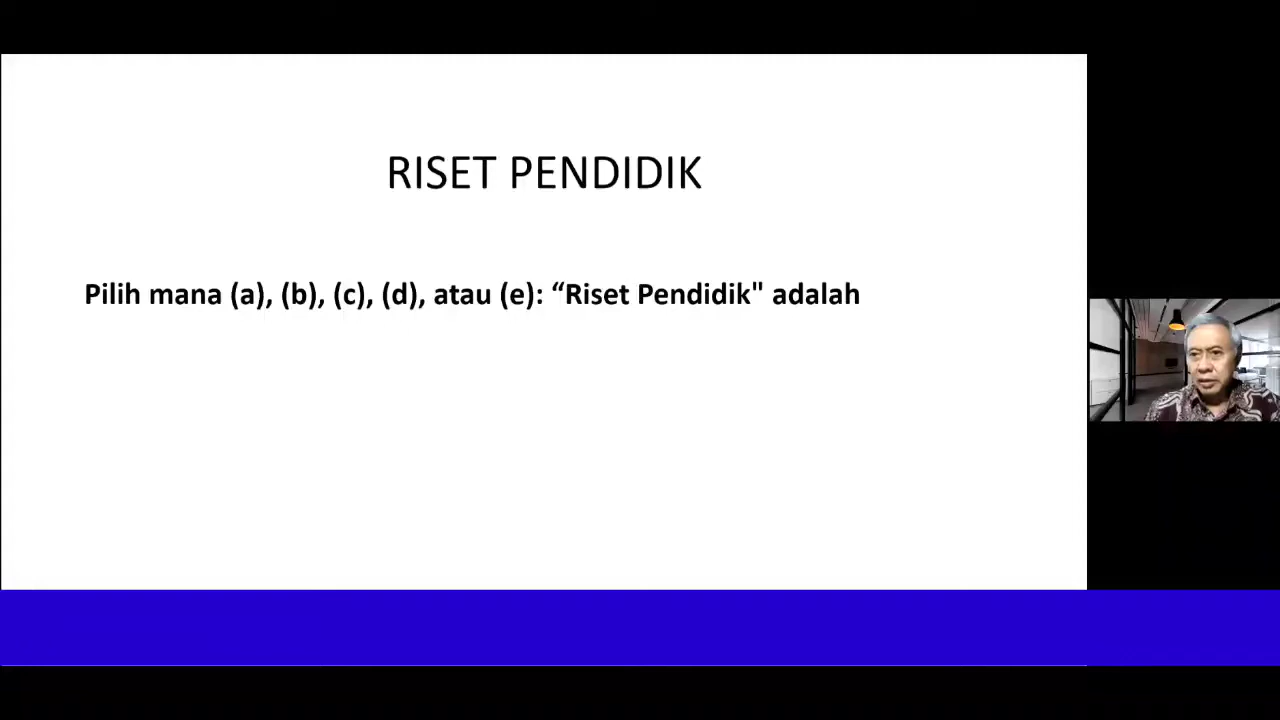 RISET PENDIDIK
Pilih mana (a), (b), (c), (d), atau (e): “Riset Pendidik" adalah